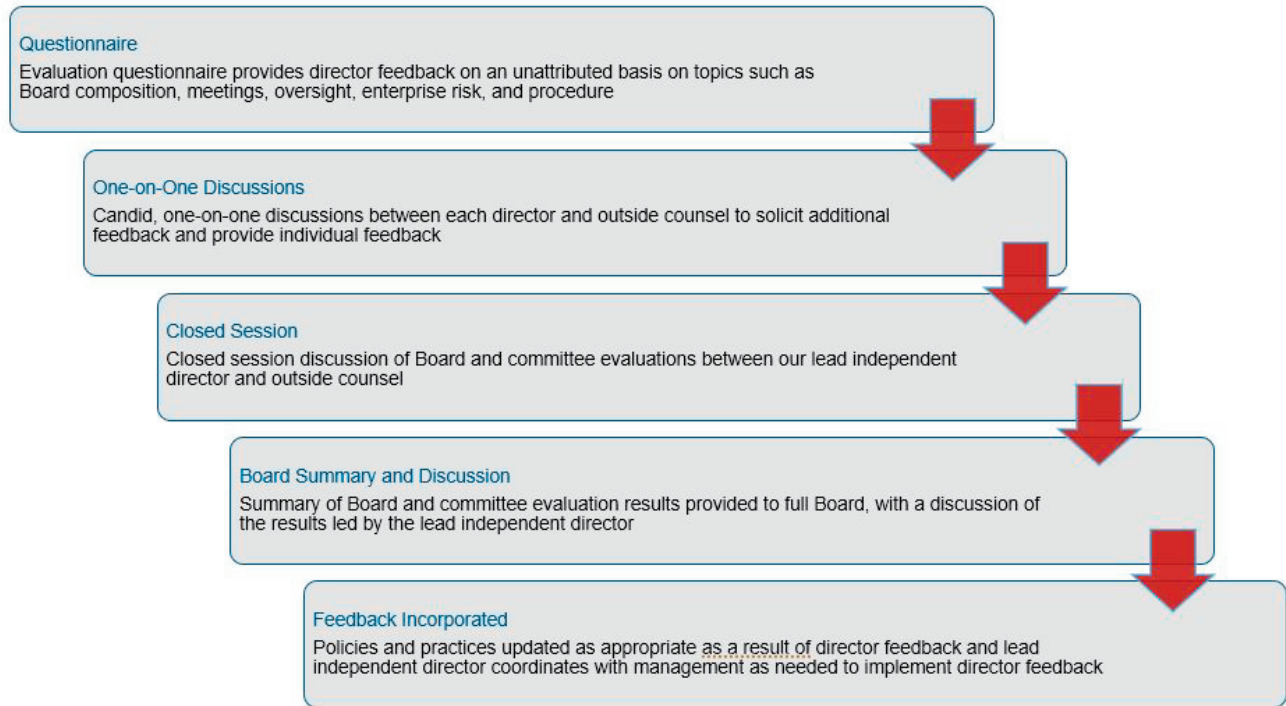 Questionnaire
Evaluation questionnaire provides director feedback on an unattributed basis on topics such as
Board composition, meetings, oversight, enterprise risk, and procedure
One-on-One Discussions
Candid, one-on-one discussions between each director and outside counsel to solicit additional
feedback and provide individual feedback
Closed Session
Closed session discussion of Board and committee evaluations between our lead independent
director and outside counsel
Board Summary and Discussion
Summary of Board and committee evaluation results provided to full Board, with a discussion of
the results led by the lead independent director
Feedback Incorporated
Policies and practices updated as appropriate as a result of director feedback and lead
independent director coordinates with management as needed to implement director feedback